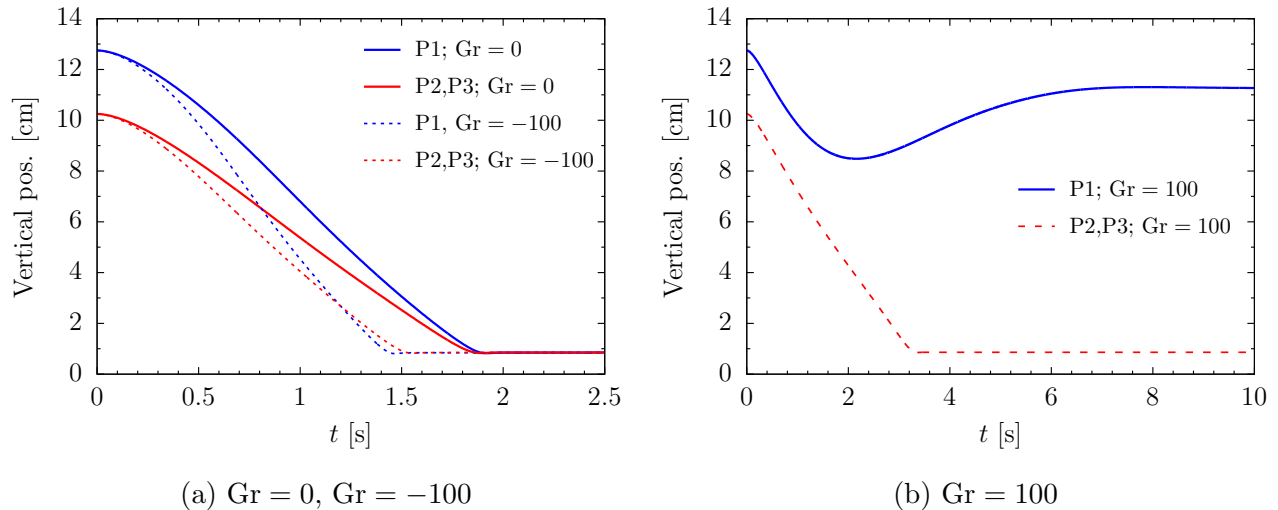 14
12
10
8
6
4
2
0
Vertical pos. [cm]
0
0.5
1
1.5
2
2.5
t [s]
P1; Gr = 0
P2,P3; Gr = 0
P1, Gr = −100
P2,P3; Gr = −100
(a) Gr = 0, Gr = −100
14
12
10
8
6
4
2
0
Vertical pos. [cm]
0
2
4
6
8
10
t [s]
P1; Gr = 100
P2,P3; Gr = 100
(b) Gr = 100